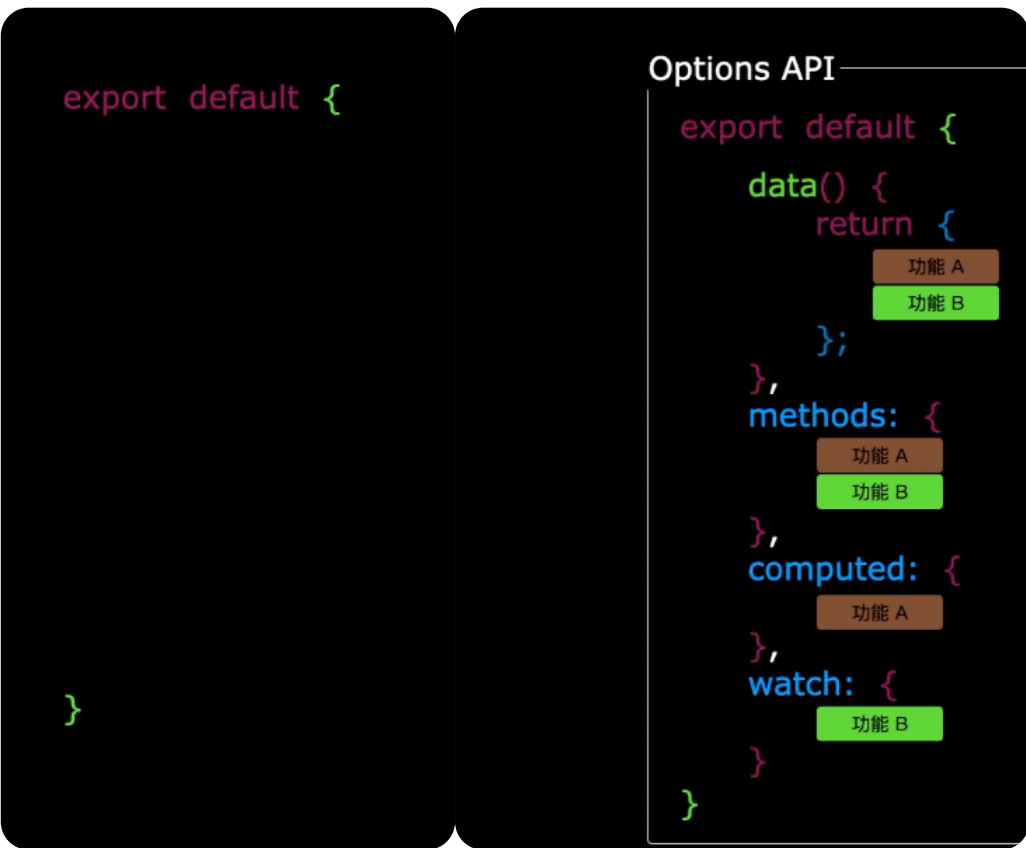 export default {
}
Options API
export default {
data() {
return {
功能 A
功能 B
};
},
methods: {
功能 A
功能 B
},
computed: {
功能 A
},
watch: {
功能 B
}
}